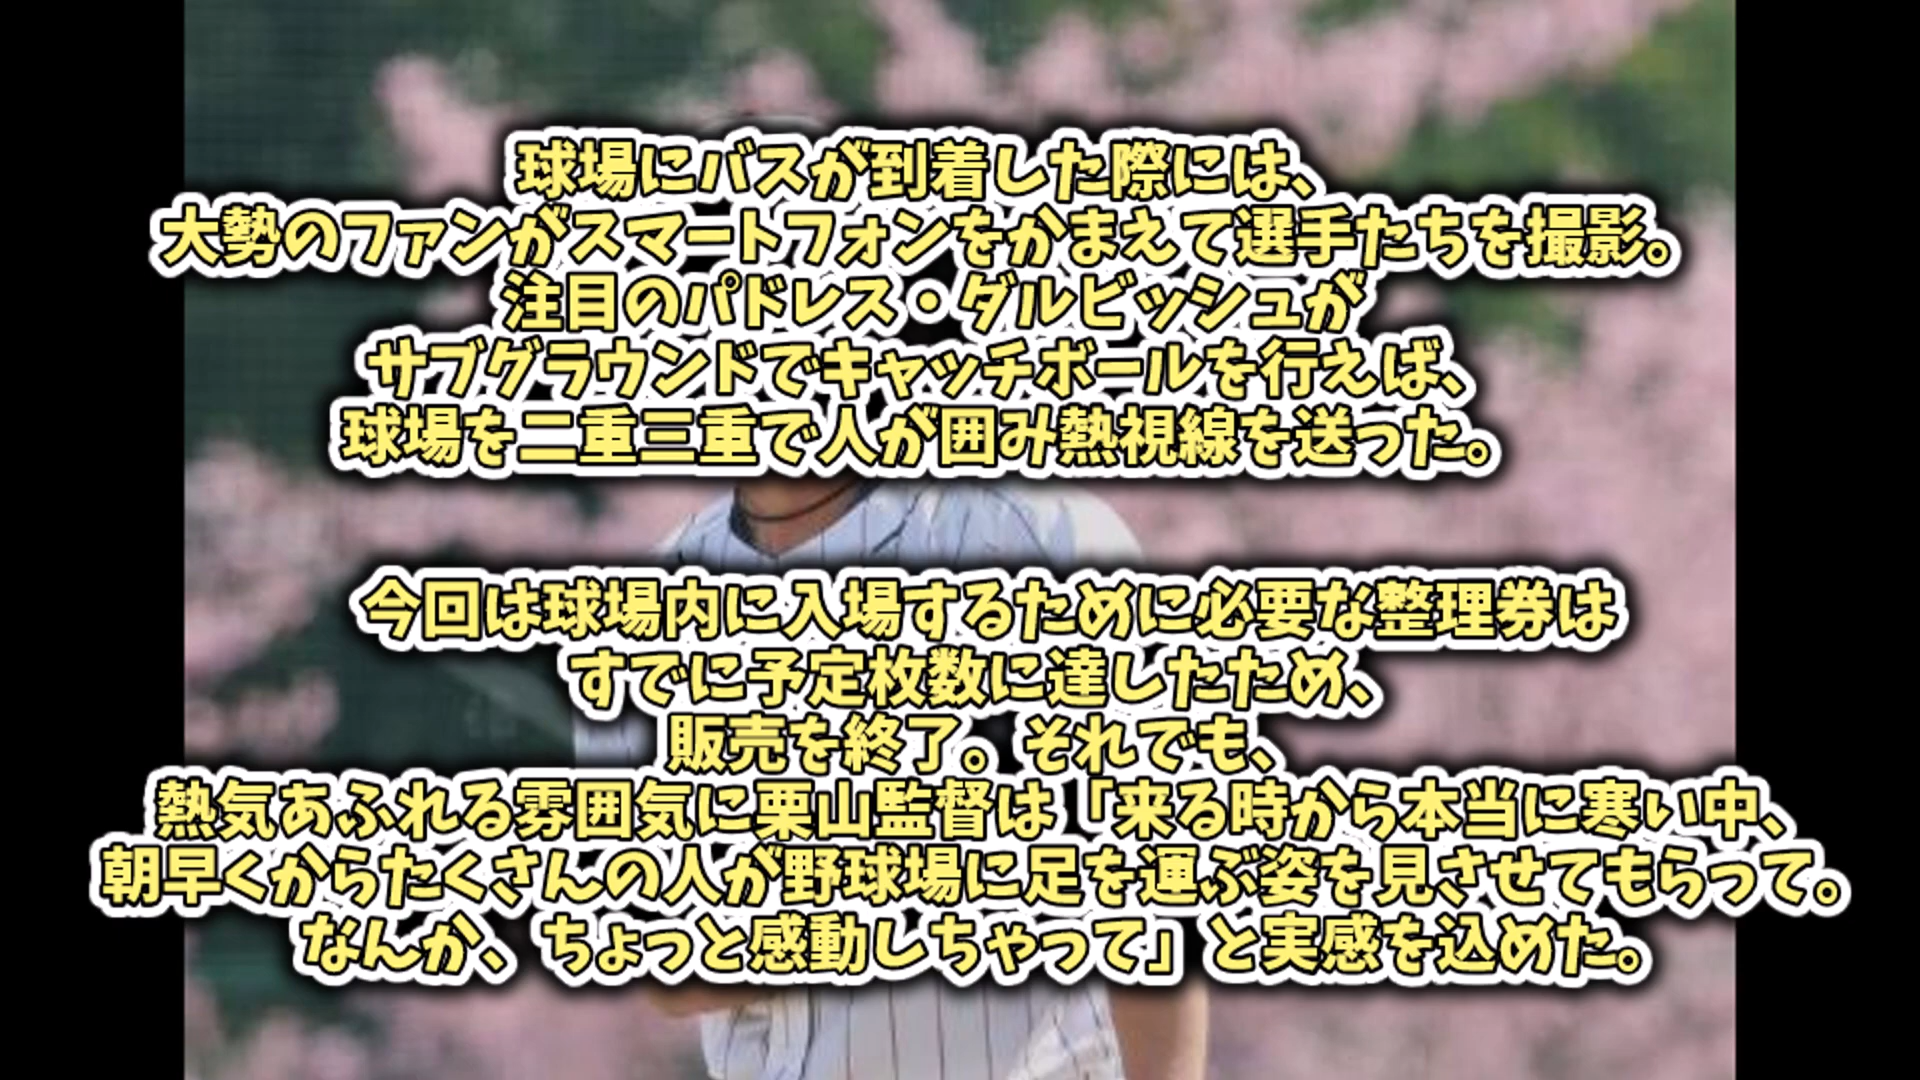 球場にバスが到着した際には、
大勢のファンがスマートフォンをかまえて選手たちを撮影。
注目のパドレス・ダルビッシュが
サブグラウンドでキャッチボールを行えば、
球場を二重三重で人が囲み熱視線を送った。
今回は球場内に入場するために必要な整理券は
すでに予定枚数に達したため、
販売を終了。それでも、
熱気あふれる雰囲気に栗山監督は「来る時から本当に寒い中、
朝早くからたくさんの人が野球場に足を運ぶ姿を見させてもらって。
なんか、ちょっと感動しちゃって」と実感を込めた。